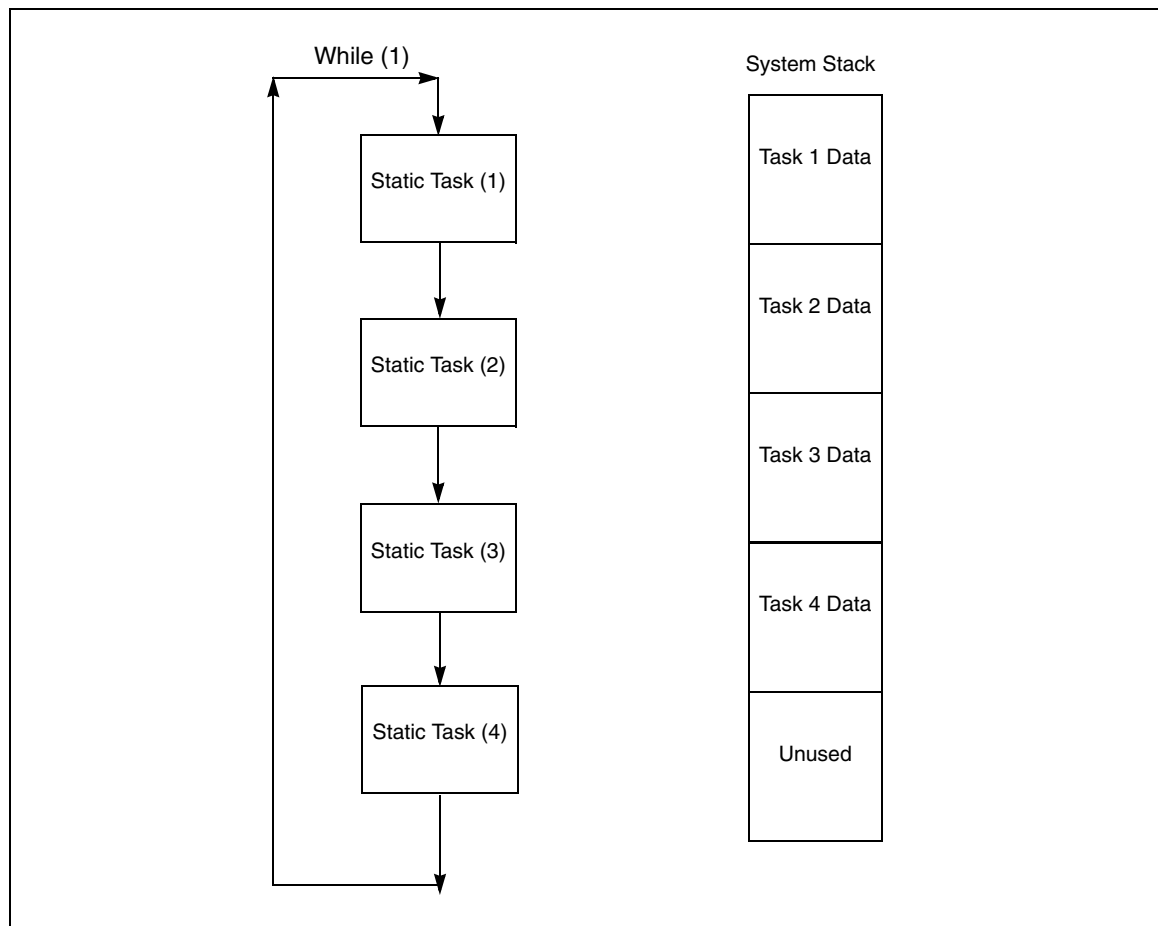 While (1)
Static Task (1)
Static Task (2)
Static Task (3)
Static Task (4)
System Stack
Task 1 Data
Task 2 Data
Task 3 Data
Task 4 Data
Unused